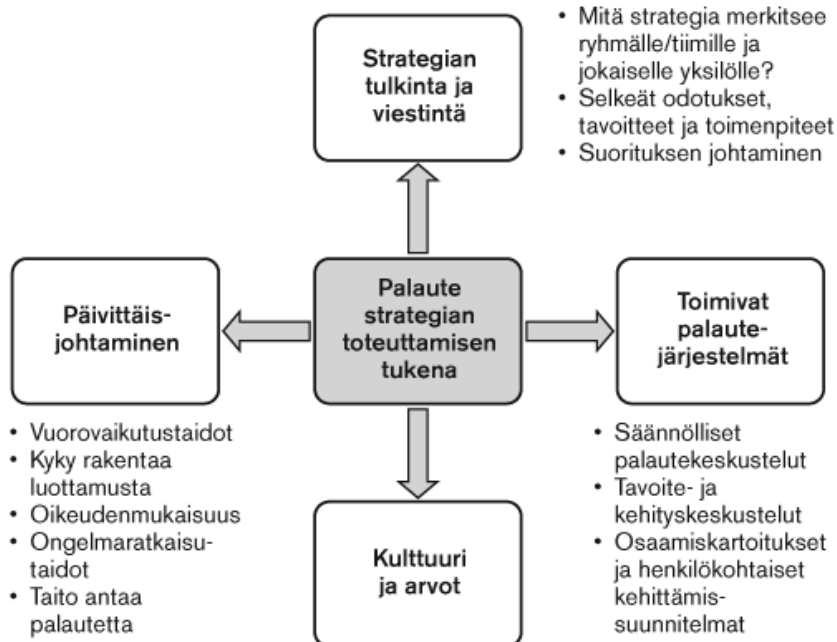 Strategian
tulkinta ja
viestintä
• Mitä strategia merkitsee
ryhmälle/tiimille ja
jokaiselle yksilölle?
• Selkeät odotukset,
tavoitteet ja toimenpiteet
• Suorituksen johtaminen
Päivittäis-
johtaminen
Palaute
strategian
toteuttamisen
tukena
Toimivat
palaute-
järjestelmät
• Vuorovaikutustaidot
• Kyky rakentaa
luottamusta
• Oikeudenmukaisuus
• Ongelmaratkaisu-
taidot
• Taito antaa
palautetta
Kulttuuri
ja arvot
• Säännölliset
palautekeskustelut
• Tavoite- ja
kehityskeskustelut
• Osaamiskartoitukset
ja henkilökohtaiset
kehittämis-
suunnitelmat